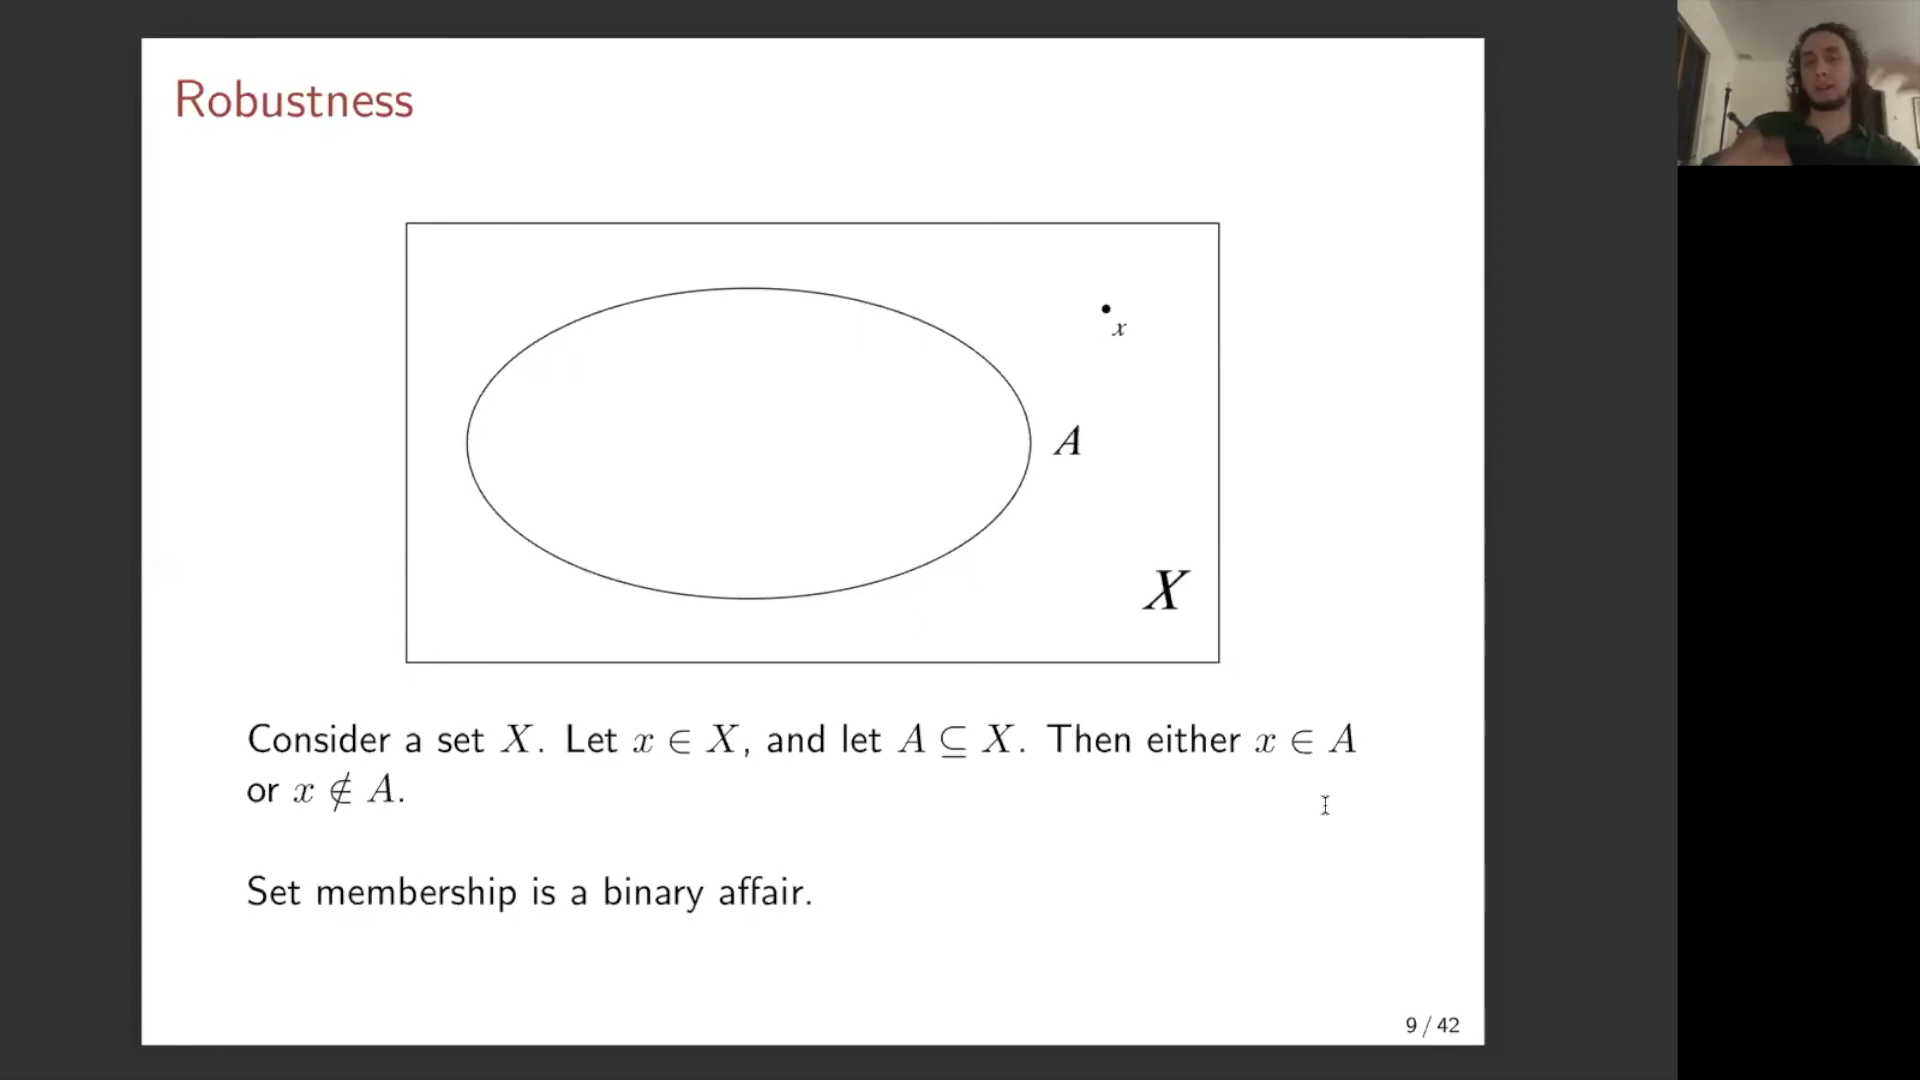 Robustness
x
A
X
Consider a set X. Let x ∈ X, and let A ⊆ X. Then either x ∈ A
or x ∉ A.
Set membership is a binary affair.
9 / 42